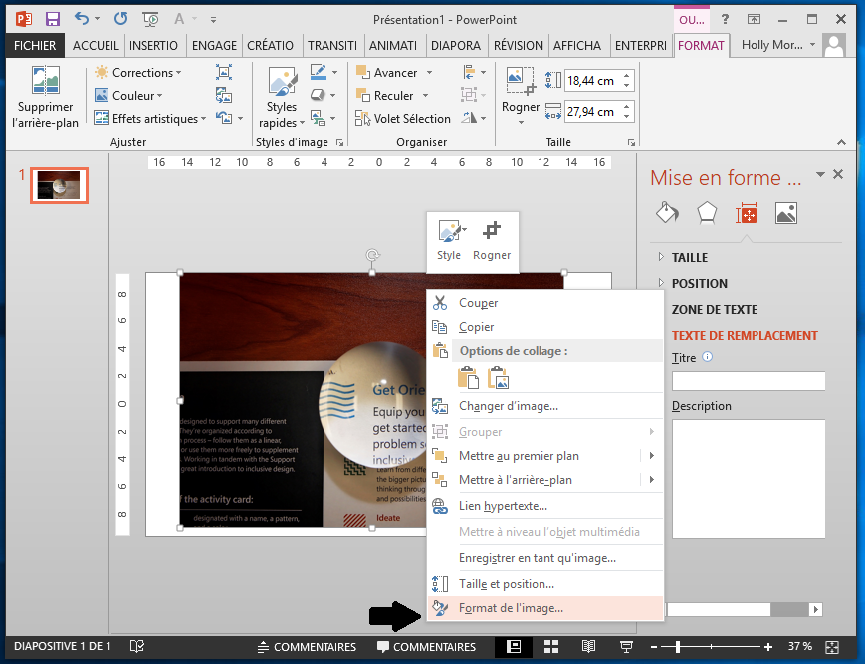 Présentation1 - PowerPoint
OU...
?
FICHIER
ACCUEIL
INSERTIO
ENGAGE
CRÉATIO
TRANSITI
ANIMATI
DIAPORA
RÉVISION
AFFICHA
ENTERPRI
FORMAT
Holly Mor...
Supprimer
l'arrière-plan
Corrections
Couleur
Effets artistiques
Ajuster
Styles
rapides
Styles d'image
Avancer
Reculer
Volet Sélection
Organiser
Rogner
18,44 cm
27,94 cm
Taille
1
16 14 12 10 8 6 4 2 0 2 4 6 8 10 12 14 16
8
6
4
2
0
2
4
6
8
Style
Rogner
Get Orie
Equip you
get started
problem s
inclusiv
designed to support many different
They're organized according to
n process – follow them as a linear,
or use them more freely to supplement
. Working in tandem with the Support
great introduction to inclusive design.
Learn from differen
the bigger pictur
thinking through
and possibilities
f the activity card:
designated with a name, a pattern,
Ideate
Couper
Copier
Options de collage :
Changer d'image...
Grouper
Mettre au premier plan
Mettre à l'arrière-plan
Lien hypertexte...
Mettre à niveau l'objet multimédia
Enregistrer en tant qu'image...
Taille et position...
Format de l'image...
Mise en forme ...
TAILLE
POSITION
ZONE DE TEXTE
TEXTE DE REMPLACEMENT
Titre
Description
DIAPOSITIVE 1 DE 1
COMMENTAIRES
COMMENTAIRES
37 %